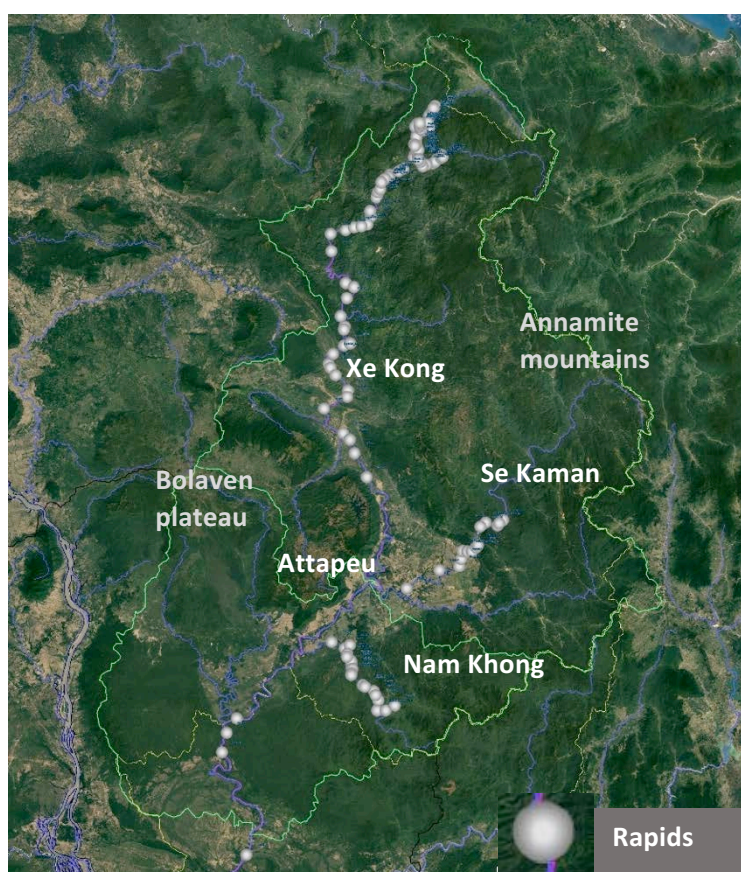 Annamite
mountains
Xe Kong
Se Kaman
Bolaven
plateau
Attapeu
Nam Khong
Rapids